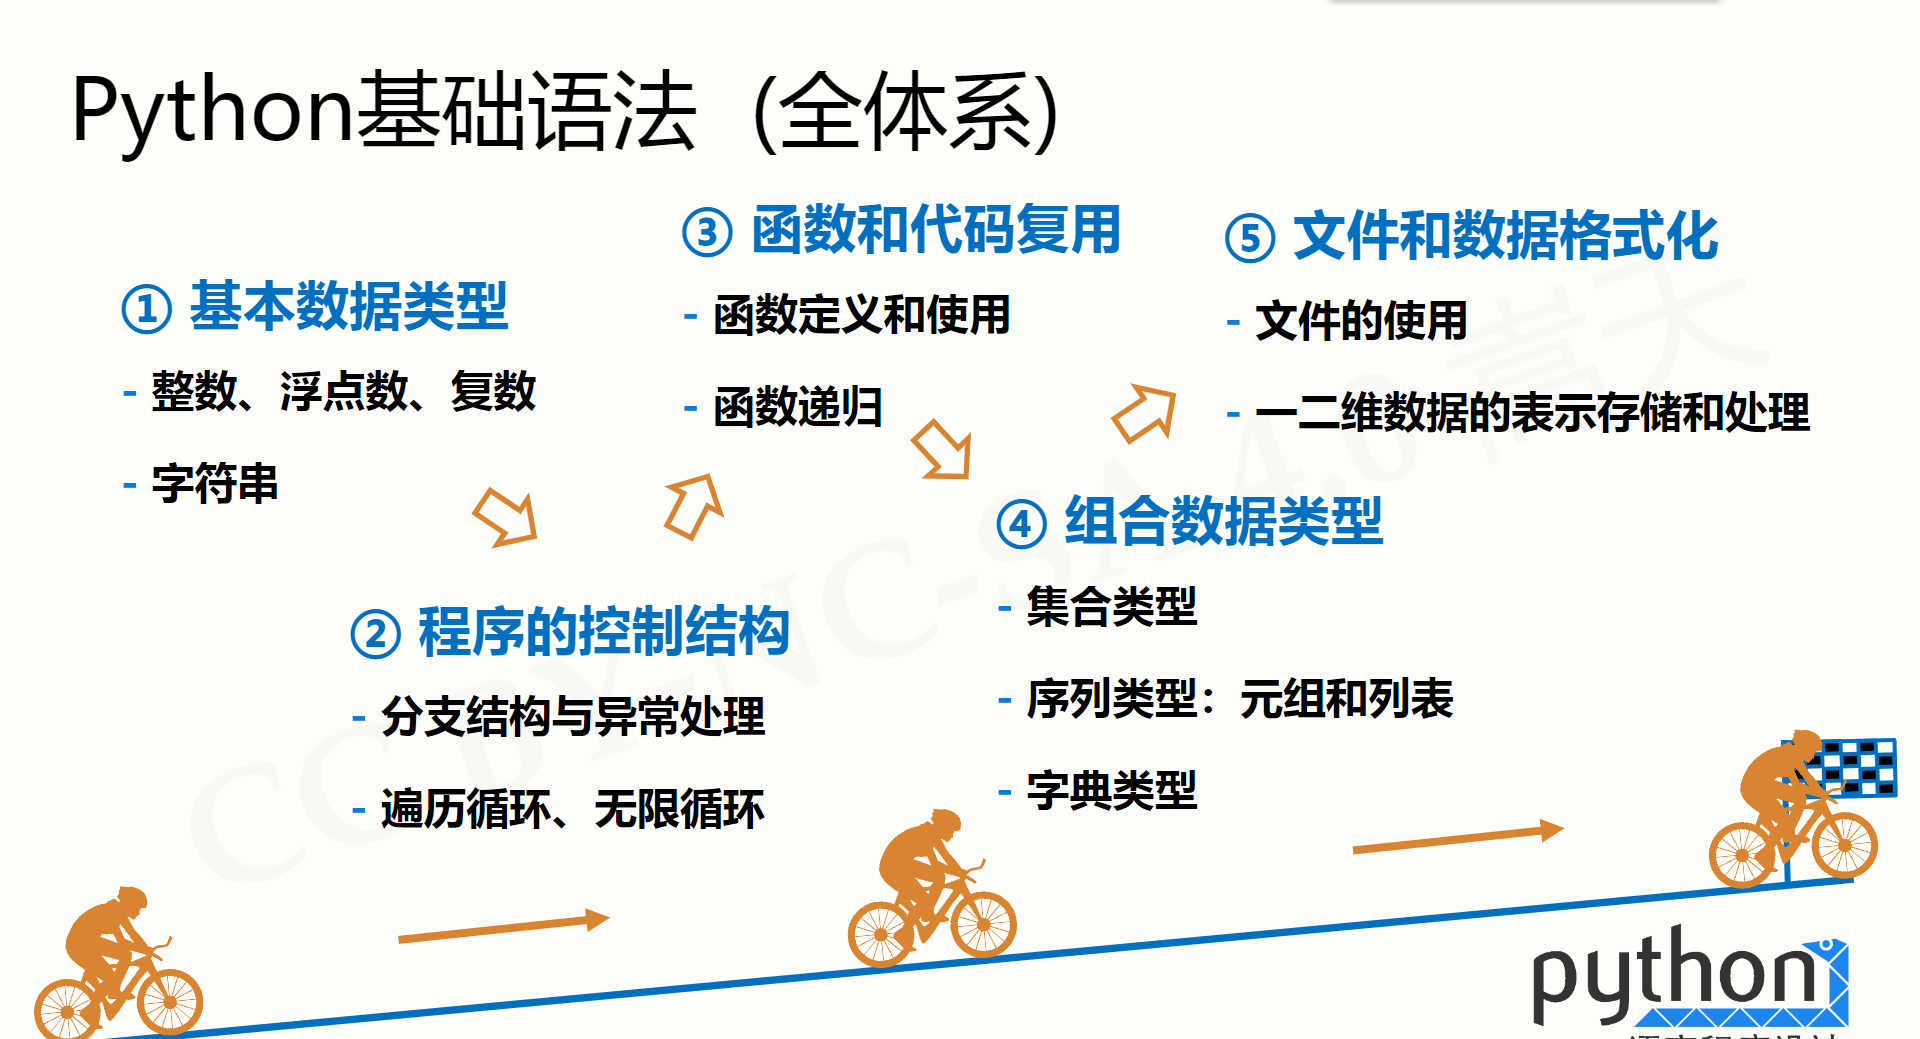 Python基础语法 (全体系)
① 基本数据类型
- 整数、浮点数、复数
- 字符串
② 程序的控制结构
- 分支结构与异常处理
- 遍历循环、无限循环
③ 函数和代码复用
- 函数定义和使用
- 函数递归
④ 组合数据类型
- 集合类型
- 序列类型：元组和列表
- 字典类型
⑤ 文件和数据格式化
- 文件的使用
- 一二维数据的表示存储和处理
CC BY-NC-SA 4.0 嵩天
python